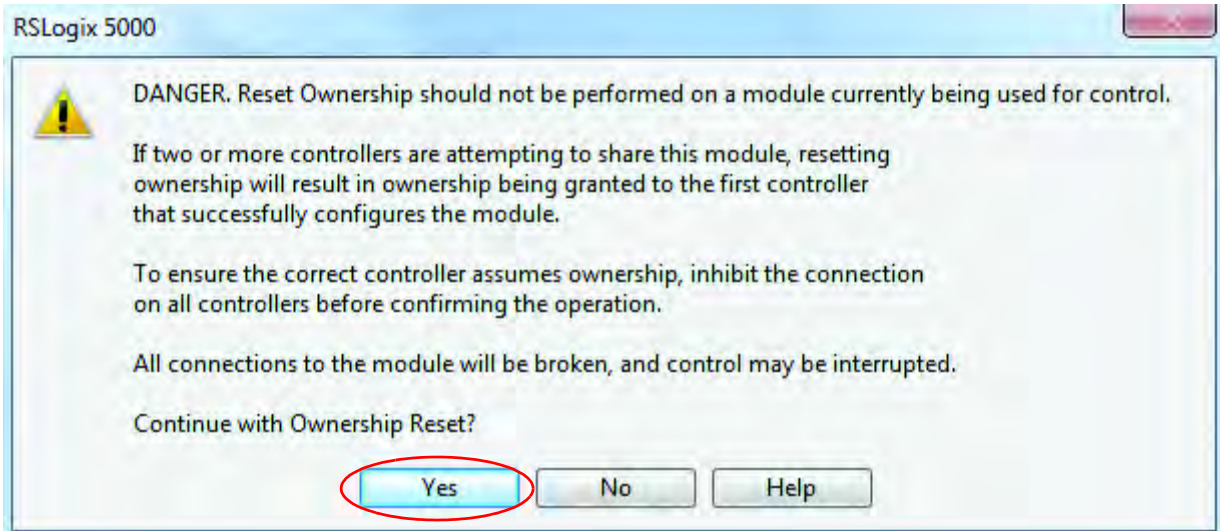 RSLogix 5000
DANGER. Reset Ownership should not be performed on a module currently being used for control.
If two or more controllers are attempting to share this module, resetting
ownership will result in ownership being granted to the first controller
that successfully configures the module.
To ensure the correct controller assumes ownership, inhibit the connection
on all controllers before confirming the operation.
All connections to the module will be broken, and control may be interrupted.
Continue with Ownership Reset?
Yes No Help